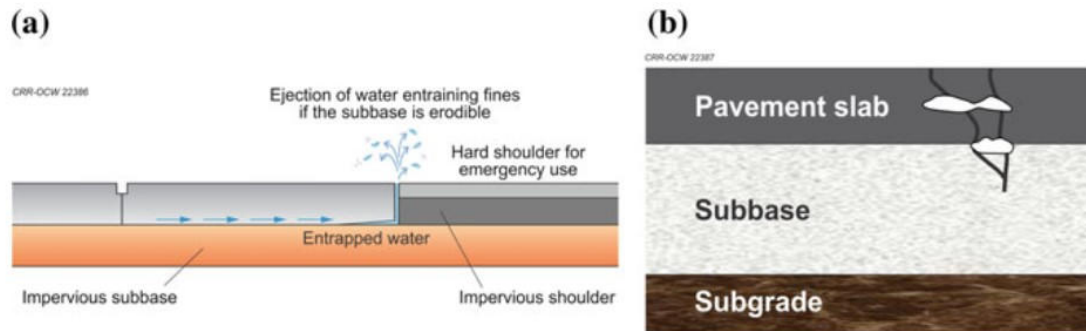 (a)
CRR-OCW 22386
Ejection of water entraining fines
if the subbase is erodible
Hard shoulder for
emergency use
Entrapped water
Impervious subbase
Impervious shoulder
(b)
CRR-OCW 22387
Pavement slab
Subbase
Subgrade